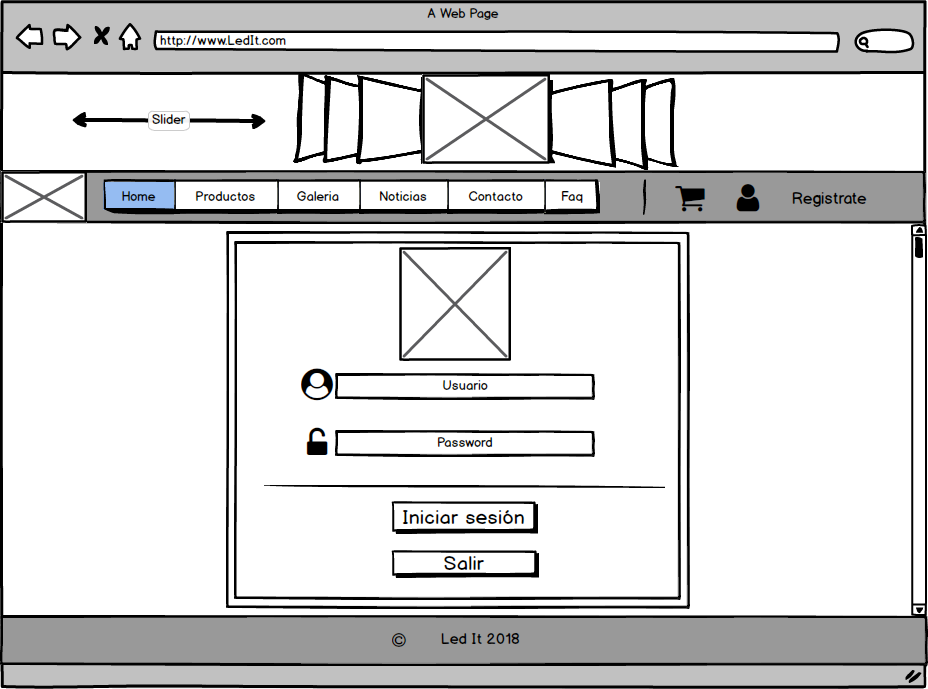 A Web Page
http://www.LedIt.com
Slider
Home Productos Galeria Noticias Contacto Faq Registrate
Usuario
Password
Iniciar sesión
Salir
© Led It 2018